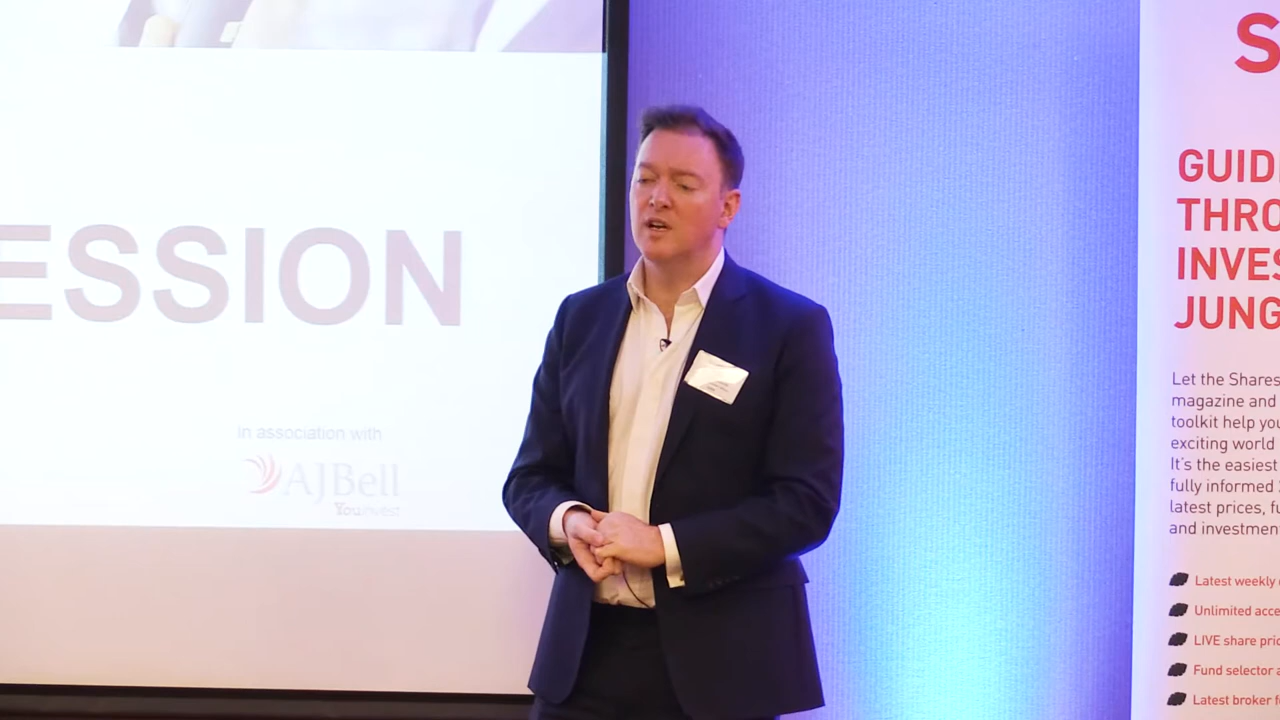 ESSION
in association with
AJBell
Youinvest
S
GUID
THRO
INVES
JUNG
Let the Shares
magazine and
toolkit help you
exciting world
It's the easiest
fully informed
latest prices, fu
and investmen
Latest weekly
Unlimited acce
LIVE share pric
Fund selector a
Latest broker f